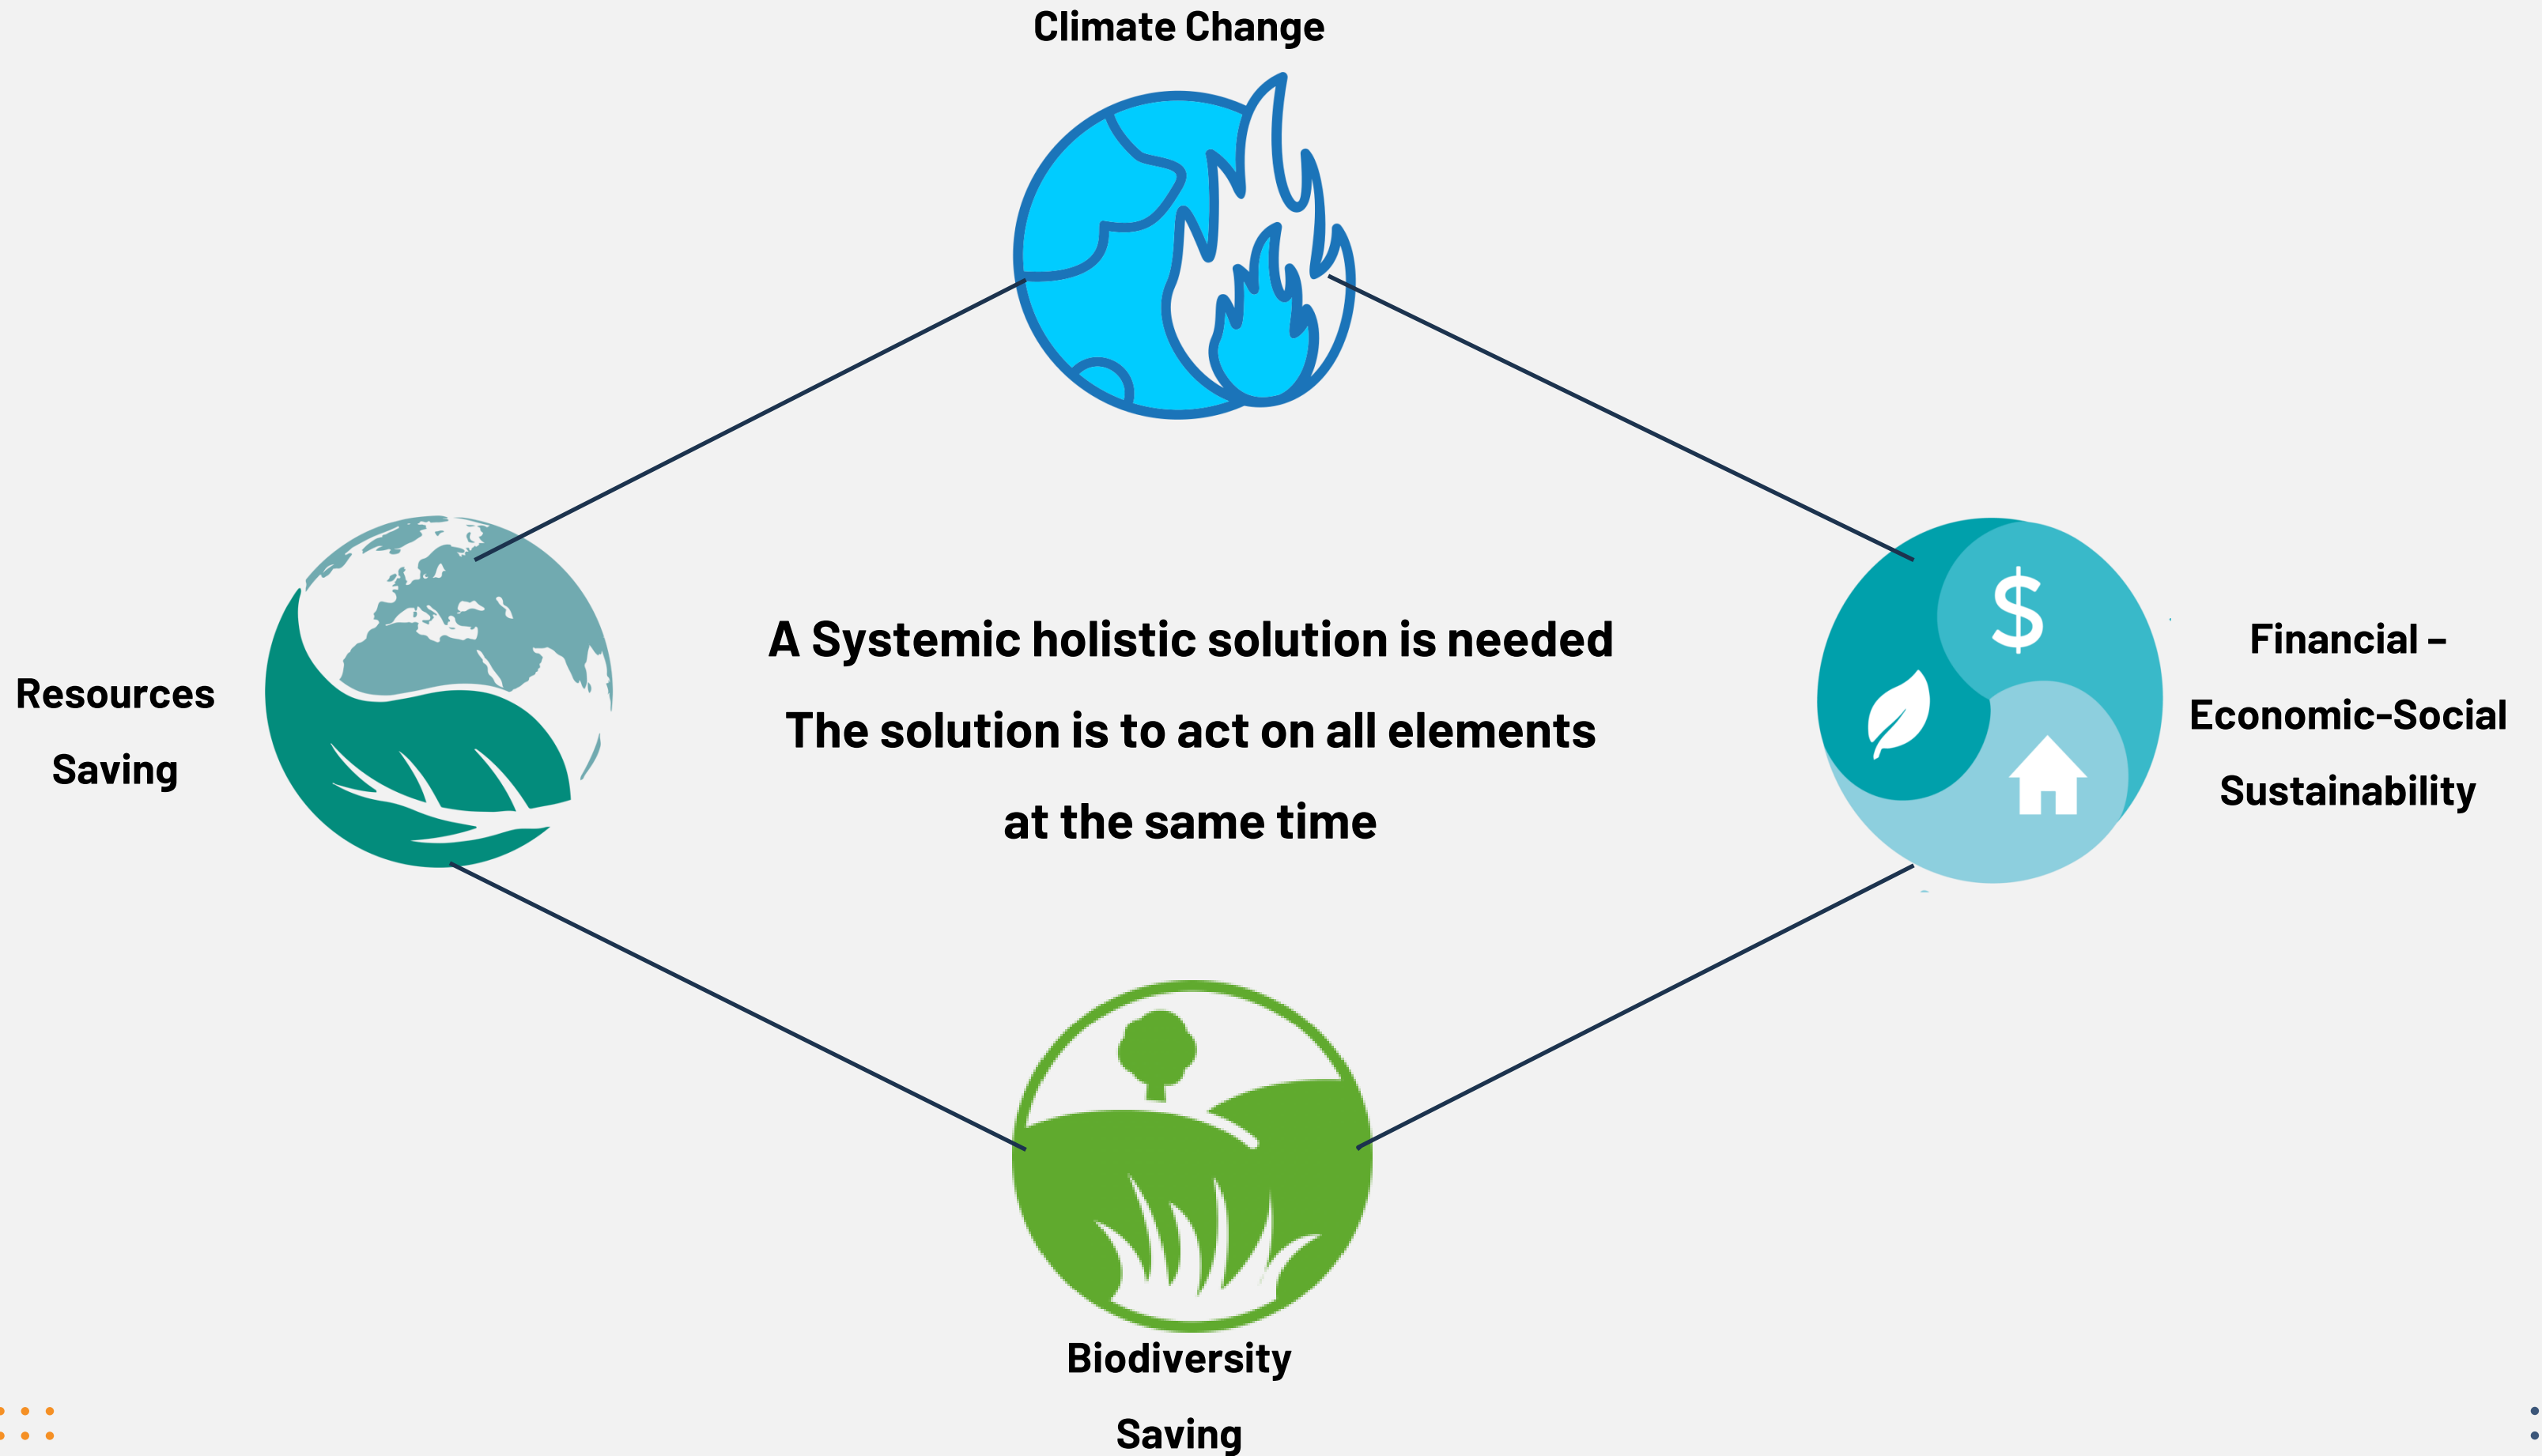 Climate Change
A Systemic holistic solution is needed
The solution is to act on all elements
at the same time
Resources
Saving
$
Financial –
Economic-Social
Sustainability
Biodiversity
Saving